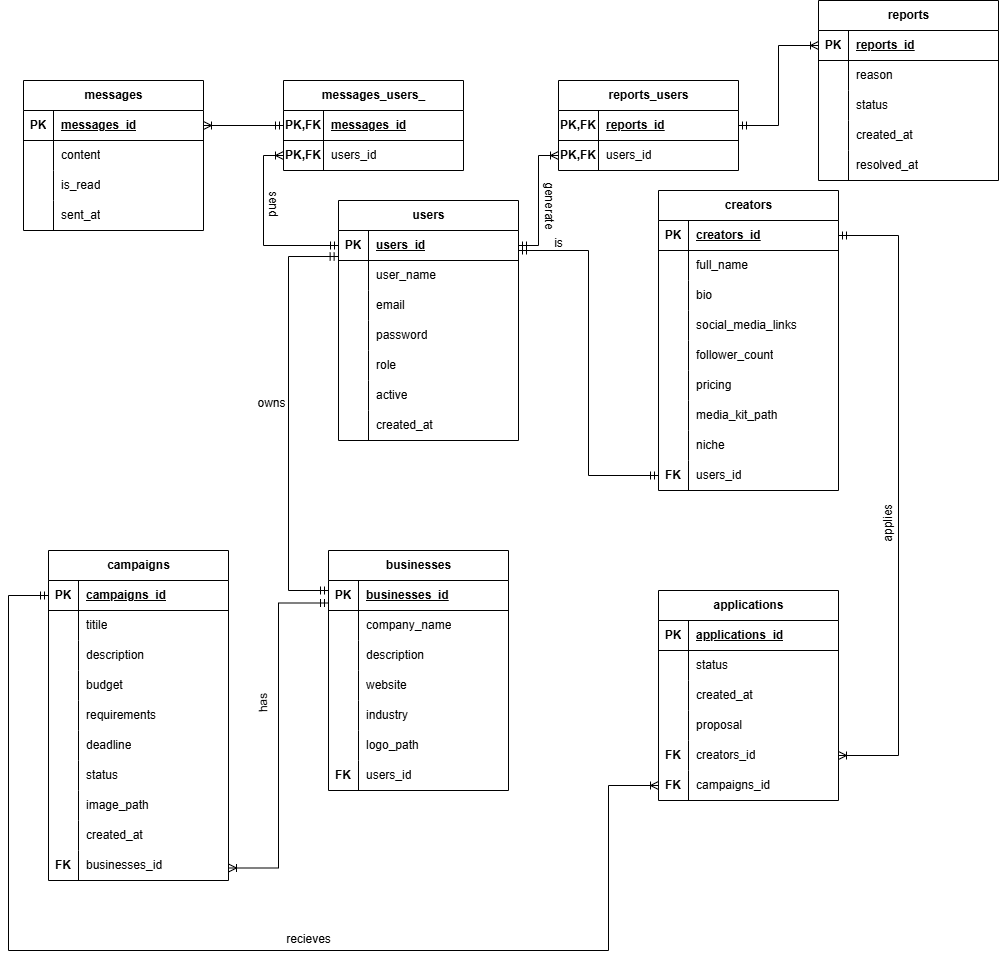 reports
PK reports_id
reason
status
created_at
resolved_at
messages
PK messages_id
content
is_read
sent_at
messages_users_
PK,FK messages_id
PK,FK users_id
reports_users
PK,FK reports_id
PK,FK users_id
send
generate
is
users
PK users_id
user_name
email
password
role
active
created_at
creators
PK creators_id
full_name
bio
social_media_links
follower_count
pricing
media_kit_path
niche
FK users_id
owns
applies
campaigns
PK campaigns_id
titile
description
budget
requirements
deadline
status
image_path
created_at
FK businesses_id
has
businesses
PK businesses_id
company_name
description
website
industry
logo_path
FK users_id
applications
PK applications_id
status
created_at
proposal
FK creators_id
FK campaigns_id
recieves